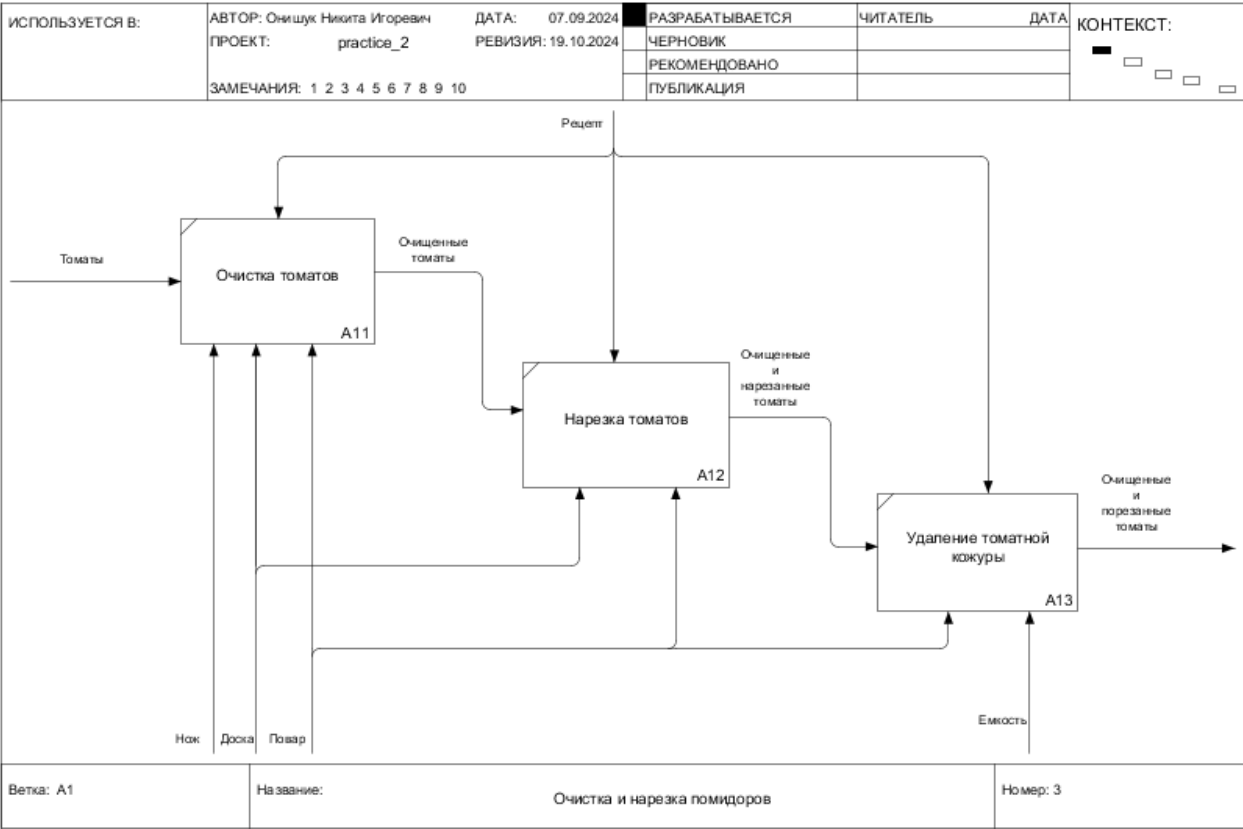 ИСПОЛЬЗУЕТСЯ В:
АВТОР: Онишук Никита Игоревич
ДАТА: 07.09.2024
РАЗРАБАТЫВАЕТСЯ
ЧИТАТЕЛЬ
ДАТА
КОНТЕКСТ:
ПРОЕКТ: practice_2
РЕВИЗИЯ: 19.10.2024
ЧЕРНОВИК
РЕКОМЕНДОВАНО
ЗАМЕЧАНИЯ: 1 2 3 4 5 6 7 8 9 10
ПУБЛИКАЦИЯ
Рецепт
Томаты
Очистка томатов
A11
Очищенные
томаты
Нарезка томатов
A12
Очищенные
и
нарезанные
томаты
Удаление томатной
кожуры
A13
Очищенные
и
порезанные
томаты
Нож
Доска
Повар
Емкость
Ветка: A1
Название:
Очистка и нарезка помидоров
Номер: 3